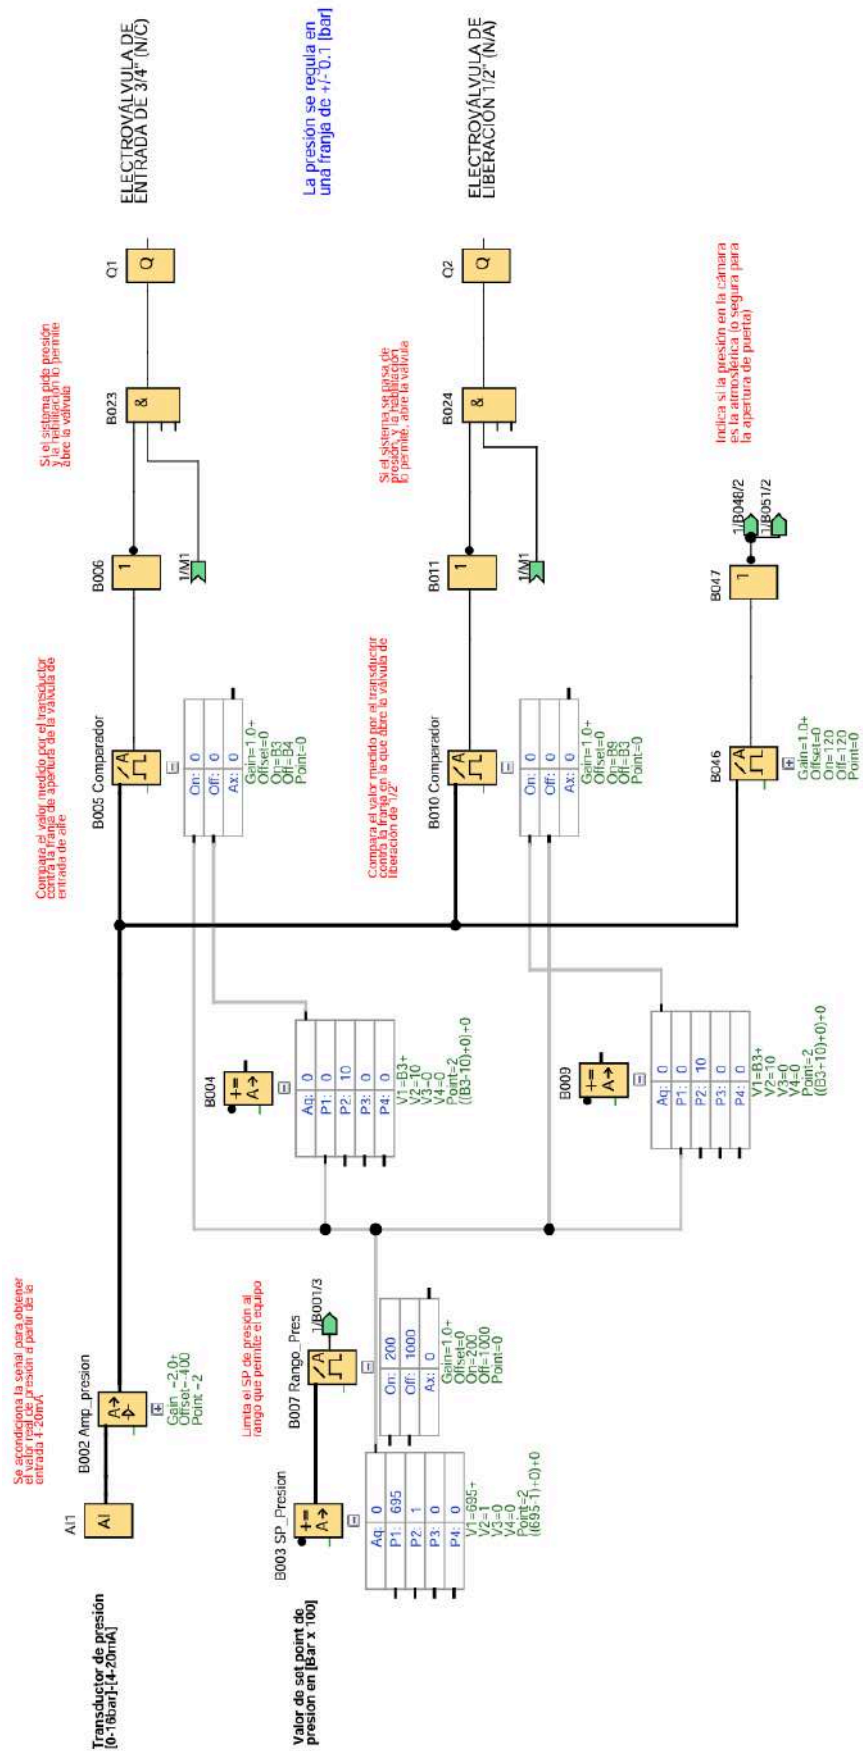 Transductor de presión
[0-16bar]-[4-20mA]
AI1
AI
Se acondiciona la señal para obtener
el valor real de presión a partir de la
entrada 4-20mA
B002 Amp_presion
A→
Gain=2.0+
Offset=-400
Point=2
Compara el valor medido por el transductor
contra la franja de apertura de la válvula de
entrada de aire
B005 Comparador
/A
On: 0
Off: 0
Ax: 0
Gain=1.0+
Offset=0
On=B3
Off=B4
Point=0
B006
1
1/M1
Si el sistema pide presión
y la habilitación lo permite
abre la válvula
B023
&
Q1
Q
ELECTROVÁLVULA DE
ENTRADA DE 3/4" (N/C)
La presión se regula en
una franja de +/- 0.1 [bar]
Valor de set point de
presión en [Bar x 100]
B003 SP_Presion
+=
A→
Aq: 0
P1: 695
P2: 1
P3: 0
P4: 0
V1=695+
V2=1
V3=0
V4=0
Point=2
((695-1)+0)+0
Limita el SP de presión al
rango que permite el equipo
B007 Rango_Pres
/A
1/B001/3
On: 200
Off: 1000
Ax: 0
Gain=1.0+
Offset=0
On=200
Off=1000
Point=0
B004
+=
A→
Aq: 0
P1: 0
P2: 10
P3: 0
P4: 0
V1=B3+
V2=10
V3=0
V4=0
Point=2
((B3-10)+0)+0
Compara el valor medido por el transductor
contra la franja en la que abre la válvula de
liberación de 1/2"
B010 Comparador
/A
On: 0
Off: 0
Ax: 0
Gain=1.0+
Offset=0
On=B9
Off=B3
Point=0
B011
1
1/M1
Si el sistema se pasa de
presión, y la habilitación
lo permite, abre la válvula
B024
&
Q2
Q
ELECTROVÁLVULA DE
LIBERACIÓN 1/2" (N/A)
B009
+=
A→
Aq: 0
P1: 0
P2: 10
P3: 0
P4: 0
V1=B3+
V2=10
V3=0
V4=0
Point=2
((B3+10)+0)+0
B046
/A
Gain=1.0+
Offset=0
On=120
Off=120
Point=0
B047
1
1/B048/2
1/B051/2
Indica si la presión en la cámara
es la atmosférica (o segura para
la apertura de puerta)